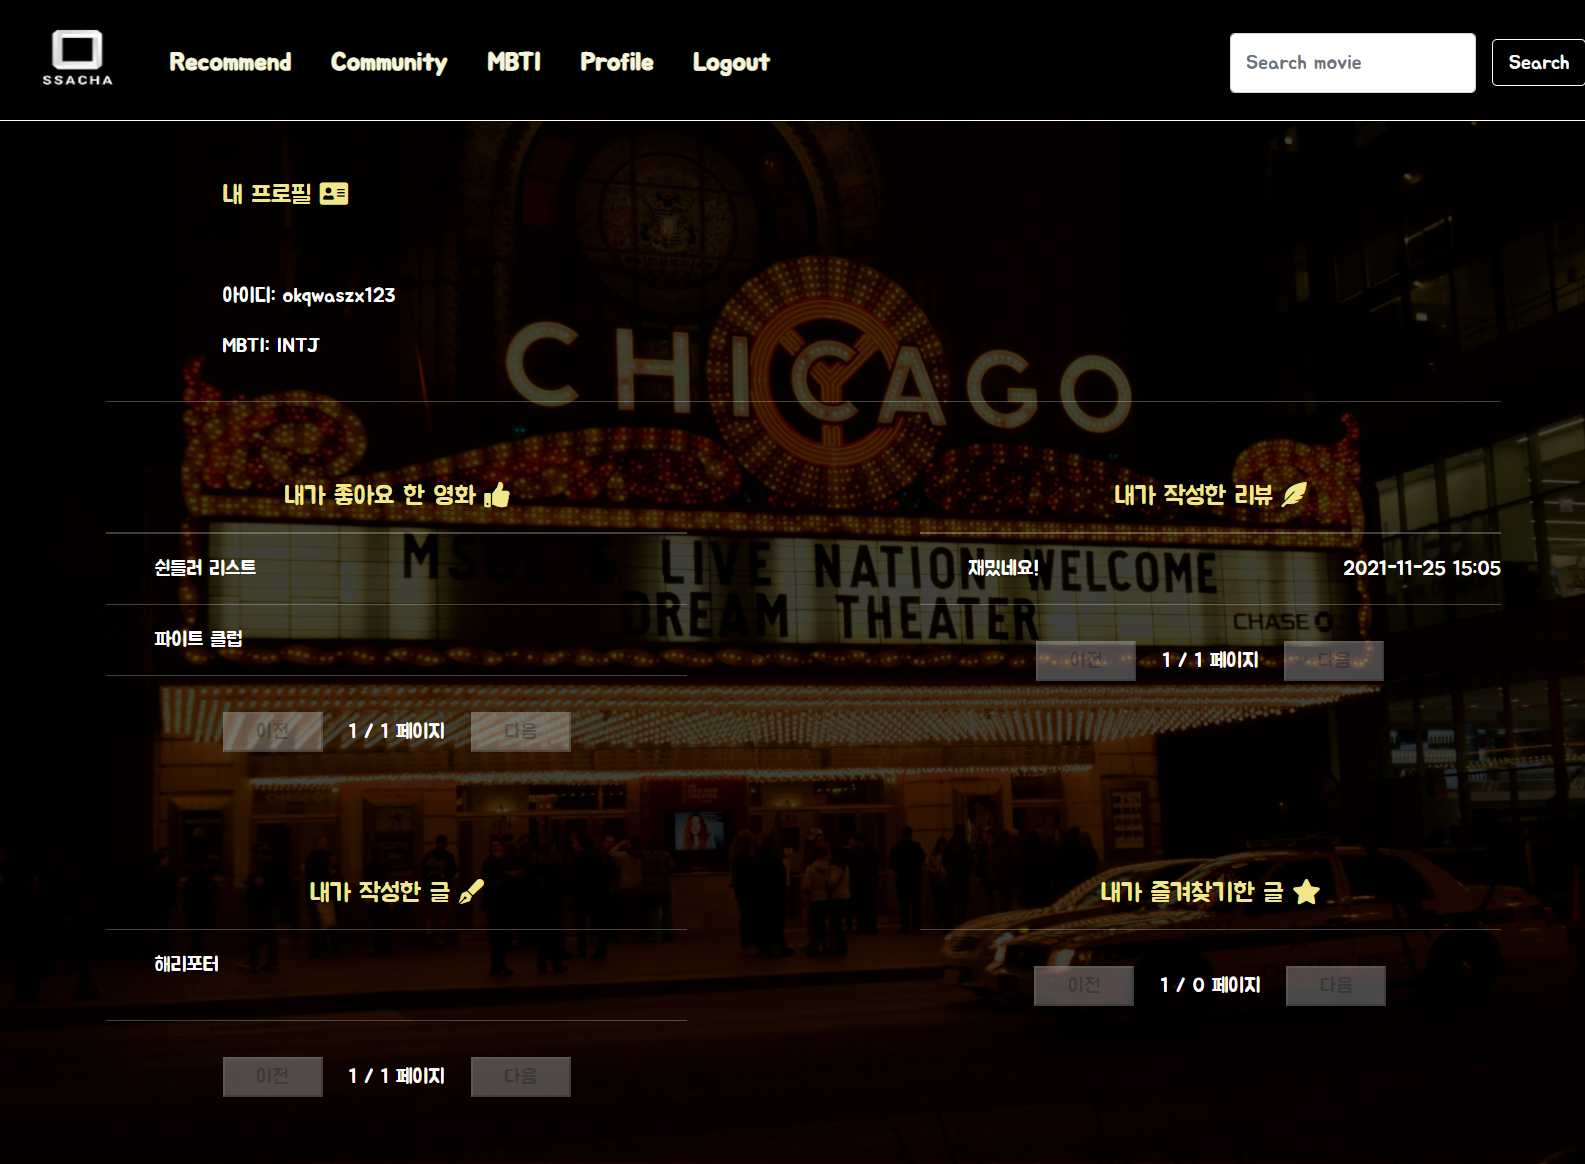 SSACHA
Recommend Community MBTI Profile Logout
Search movie Search
내 프로필
아이디: okqwaszx123
MBTI: INTJ
CHICAGO
내가 좋아요 한 영화
내가 작성한 리뷰
LIVE NATION WELCOME
DREAM THEATER
CHASE
쉰들러 리스트
파이트 클럽
이전 1 / 1 페이지 다음
재밌네요! 2021-11-25 15:05
이전 1 / 1 페이지 다음
내가 작성한 글
해리포터
이전 1 / 1 페이지 다음
내가 즐겨찾기한 글
이전 1 / 0 페이지 다음